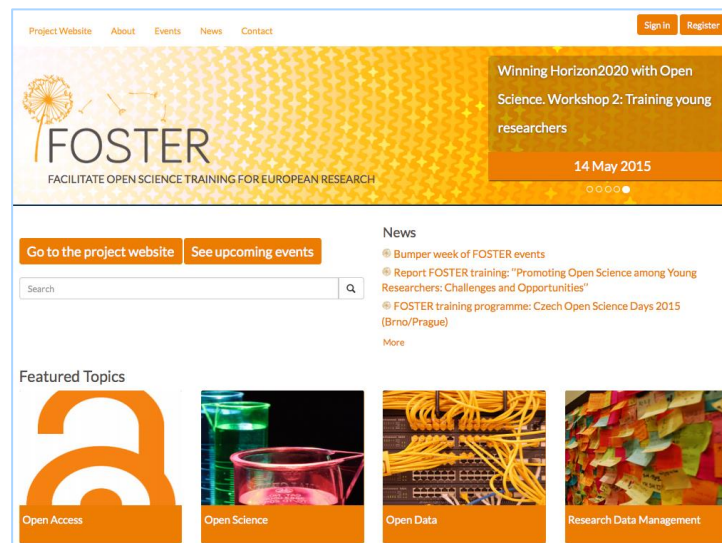 Project Website About Events News Contact
Sign in Register
FOSTER
FACILITATE OPEN SCIENCE TRAINING FOR EUROPEAN RESEARCH
Winning Horizon2020 with Open
Science. Workshop 2: Training young
researchers
14 May 2015
Go to the project website See upcoming events
Search
News
Bumper week of FOSTER events
Report FOSTER training: "Promoting Open Science among Young
Researchers: Challenges and Opportunities"
FOSTER training programme: Czech Open Science Days 2015
(Brno/Prague)
More
Featured Topics
Open Access
Open Science
Open Data
Research Data Management